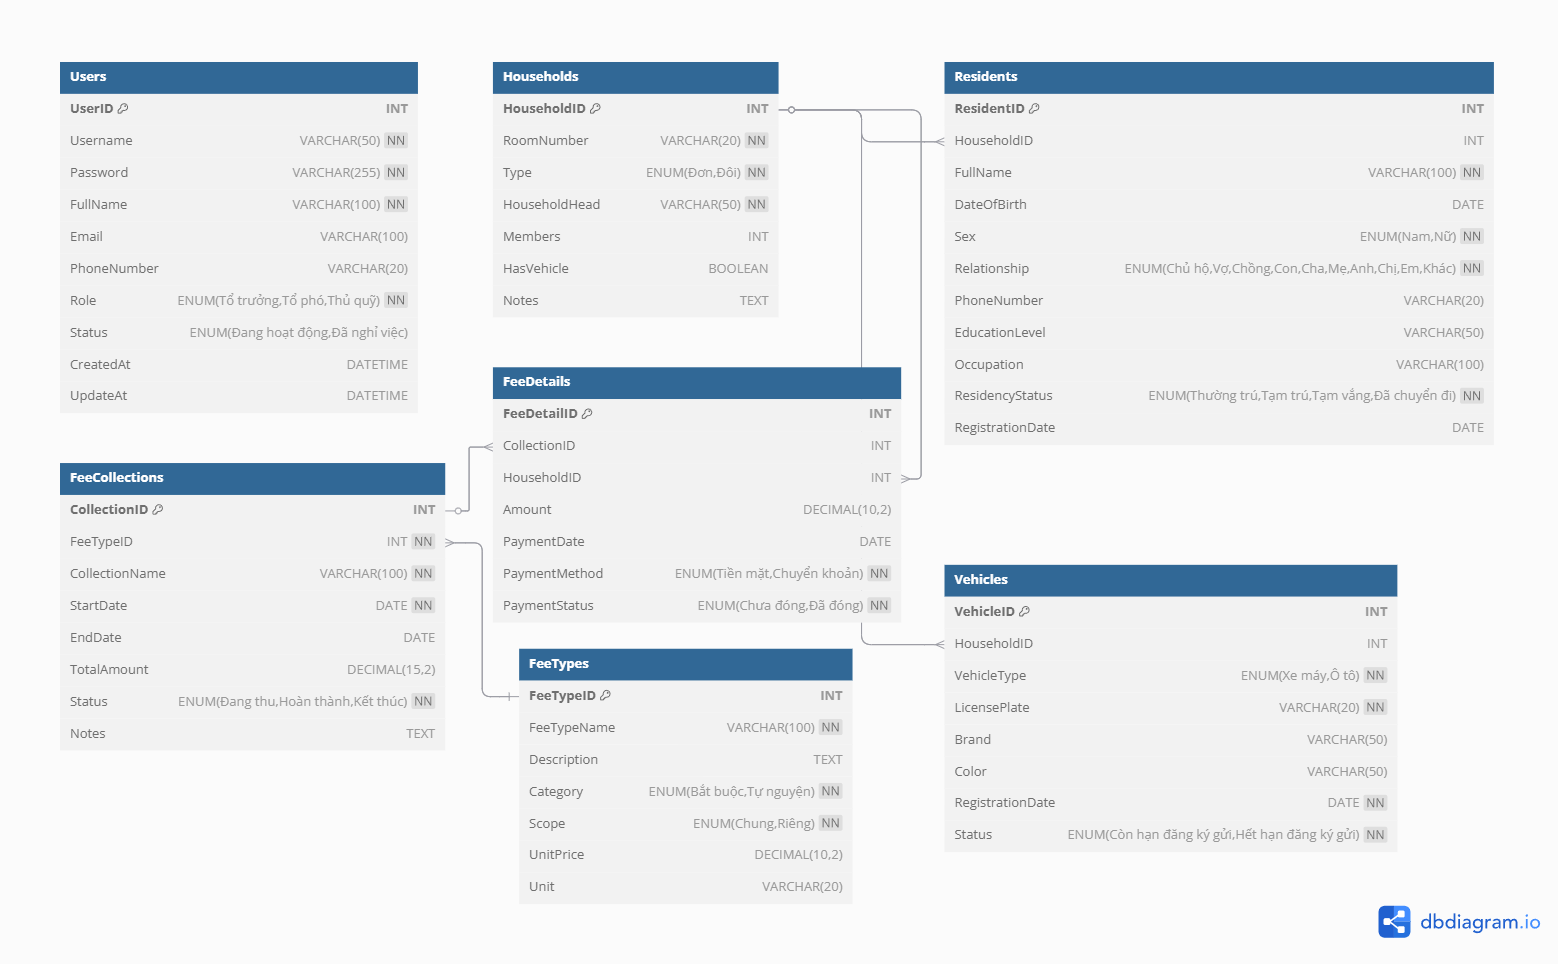 Users
UserID INT
Username VARCHAR(50) NN
Password VARCHAR(255) NN
FullName VARCHAR(100) NN
Email VARCHAR(100)
PhoneNumber VARCHAR(20)
Role ENUM(Tổ trưởng,Tổ phó,Thủ quỹ) NN
Status ENUM(Đang hoạt động,Đã nghỉ việc)
CreatedAt DATETIME
UpdateAt DATETIME
Households
HouseholdID INT
RoomNumber VARCHAR(20) NN
Type ENUM(Đơn,Đôi) NN
HouseholdHead VARCHAR(50) NN
Members INT
HasVehicle BOOLEAN
Notes TEXT
Residents
ResidentID INT
HouseholdID INT
FullName VARCHAR(100) NN
DateOfBirth DATE
Sex ENUM(Nam,Nữ) NN
Relationship ENUM(Chủ hộ,Vợ,Chồng,Con,Cha,Mẹ,Anh,Chị,Em,Khác) NN
PhoneNumber VARCHAR(20)
EducationLevel VARCHAR(50)
Occupation VARCHAR(100)
ResidencyStatus ENUM(Thường trú,Tạm trú,Tạm vắng,Đã chuyển đi) NN
RegistrationDate DATE
FeeDetails
FeeDetailID INT
CollectionID INT
HouseholdID INT
Amount DECIMAL(10,2)
PaymentDate DATE
PaymentMethod ENUM(Tiền mặt,Chuyển khoản) NN
PaymentStatus ENUM(Chưa đóng,Đã đóng) NN
FeeCollections
CollectionID INT
FeeTypeID INT NN
CollectionName VARCHAR(100) NN
StartDate DATE NN
EndDate DATE
TotalAmount DECIMAL(15,2)
Status ENUM(Đang thu,Hoàn thành,Kết thúc) NN
Notes TEXT
FeeTypes
FeeTypeID INT
FeeTypeName VARCHAR(100) NN
Description TEXT
Category ENUM(Bắt buộc,Tự nguyện) NN
Scope ENUM(Chung,Riêng) NN
UnitPrice DECIMAL(10,2)
Unit VARCHAR(20)
Vehicles
VehicleID INT
HouseholdID INT
VehicleType ENUM(Xe máy,Ô tô) NN
LicensePlate VARCHAR(20) NN
Brand VARCHAR(50)
Color VARCHAR(50)
RegistrationDate DATE NN
Status ENUM(Còn hạn đăng ký gửi,Hết hạn đăng ký gửi) NN
dbdiagram.io